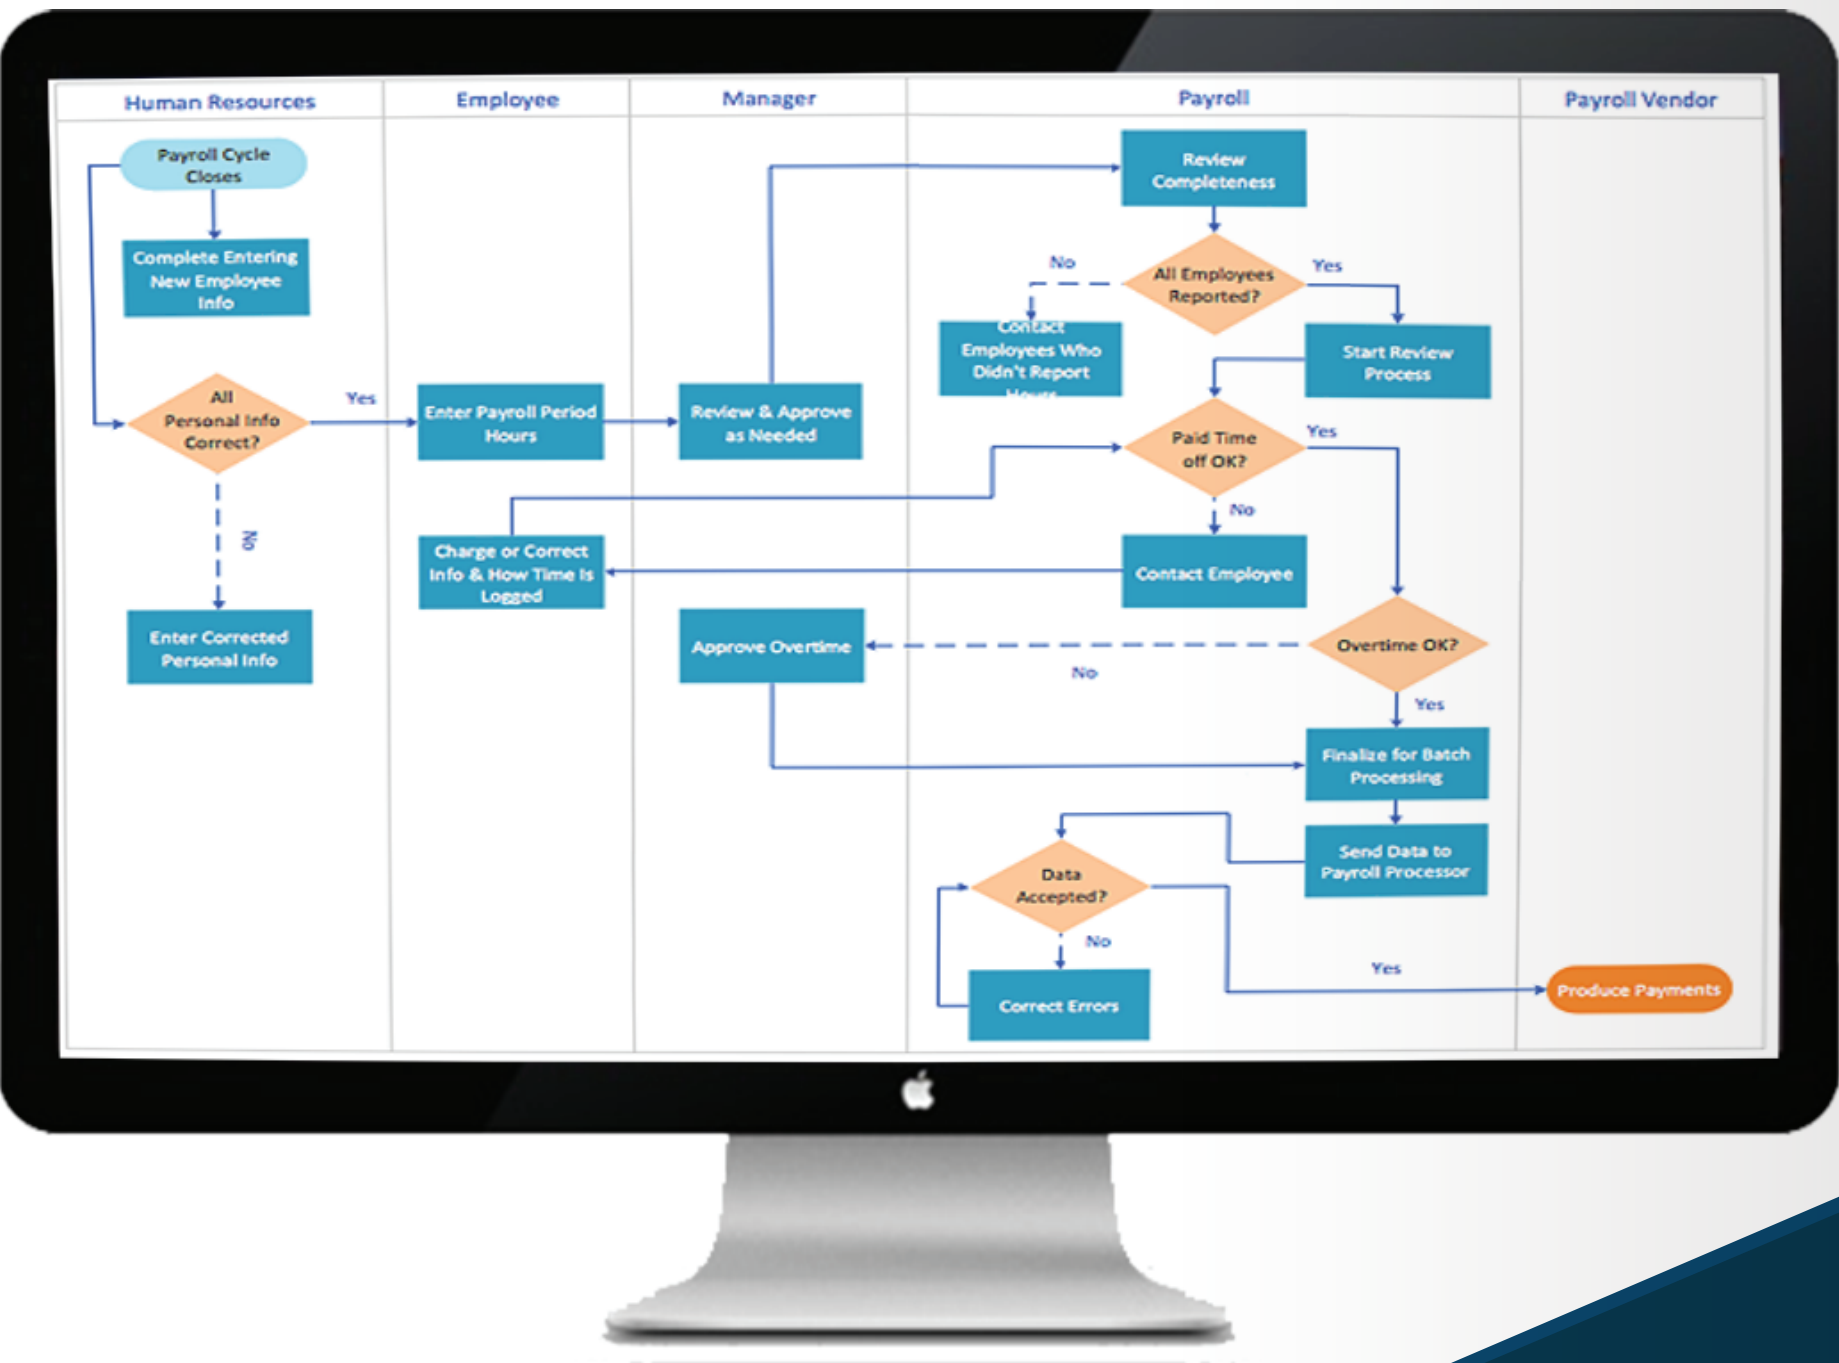 Human Resources
Employee
Manager
Payroll
Payroll Vendor
Payroll Cycle
Closes
Complete Entering
New Employee
Info
All
Personal Info
Correct?
Yes
No
Enter Corrected
Personal Info
Enter Payroll Period
Hours
Charge or Correct
Info & How Time Is
Logged
Review & Approve
as Needed
Approve Overtime
Review
Completeness
All Employees
Reported?
No
Yes
Contact
Employees Who
Didn't Report
Hours
Start Review
Process
Paid Time
off OK?
Yes
No
Contact Employee
Overtime OK?
No
Yes
Finalize for Batch
Processing
Send Data to
Payroll Processor
Data
Accepted?
No
Yes
Correct Errors
Produce Payments